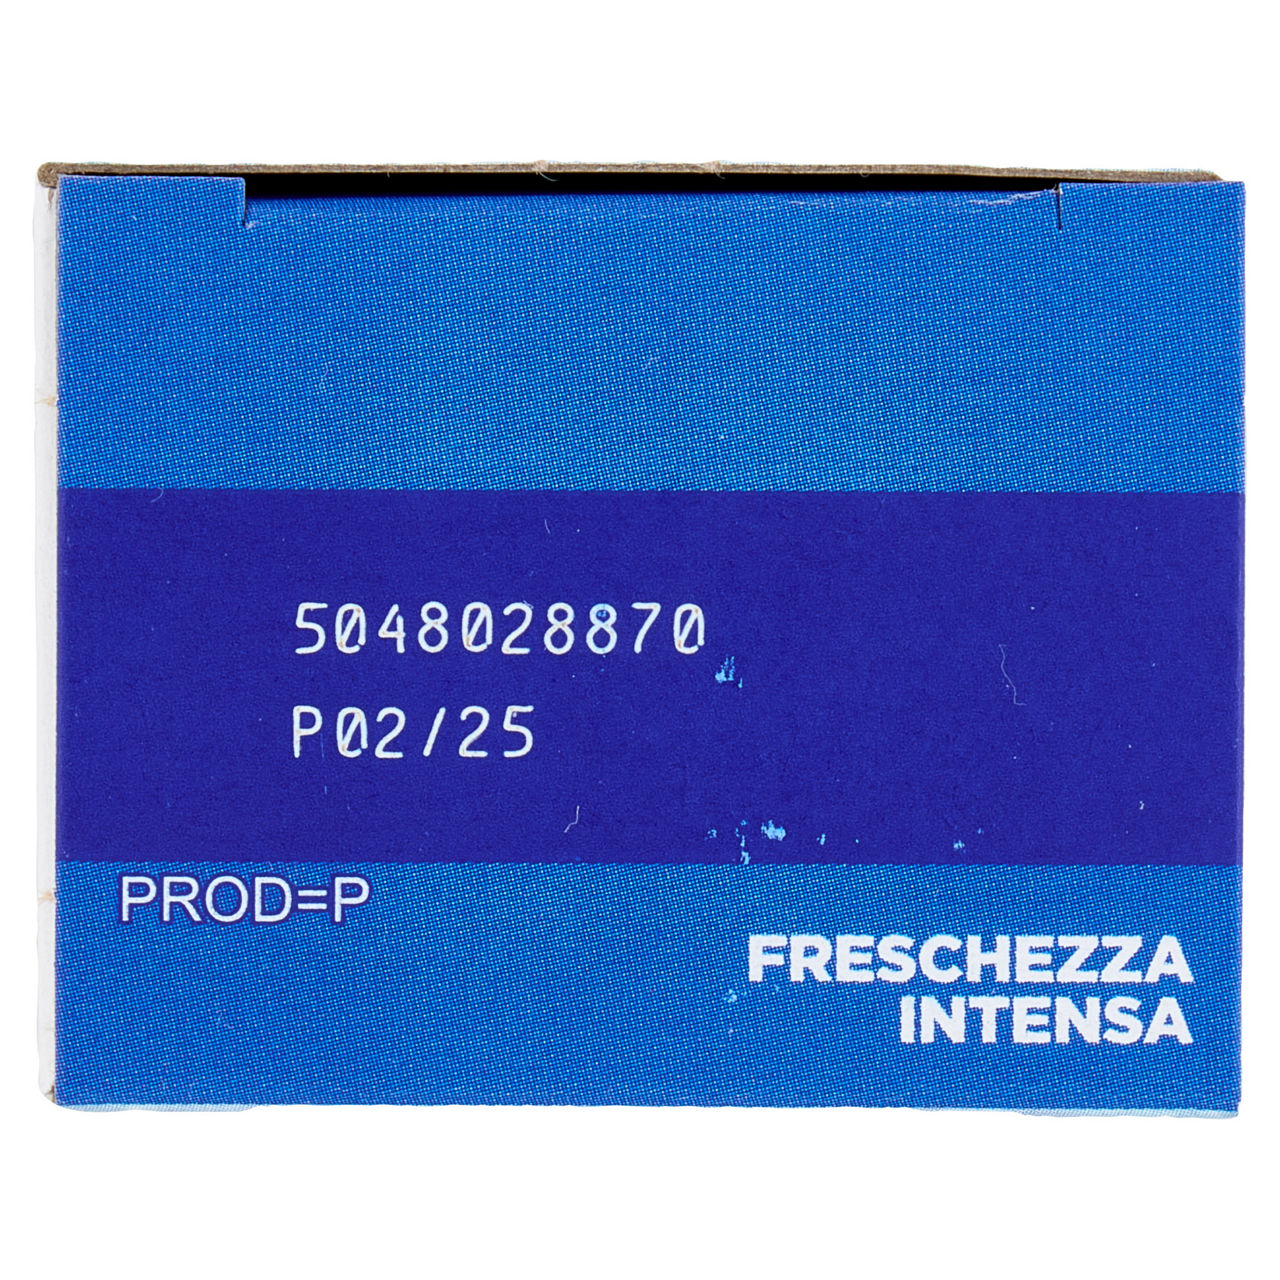 5048028870
P02/25
PROD=P
FRESCHEZZA
INTENSA